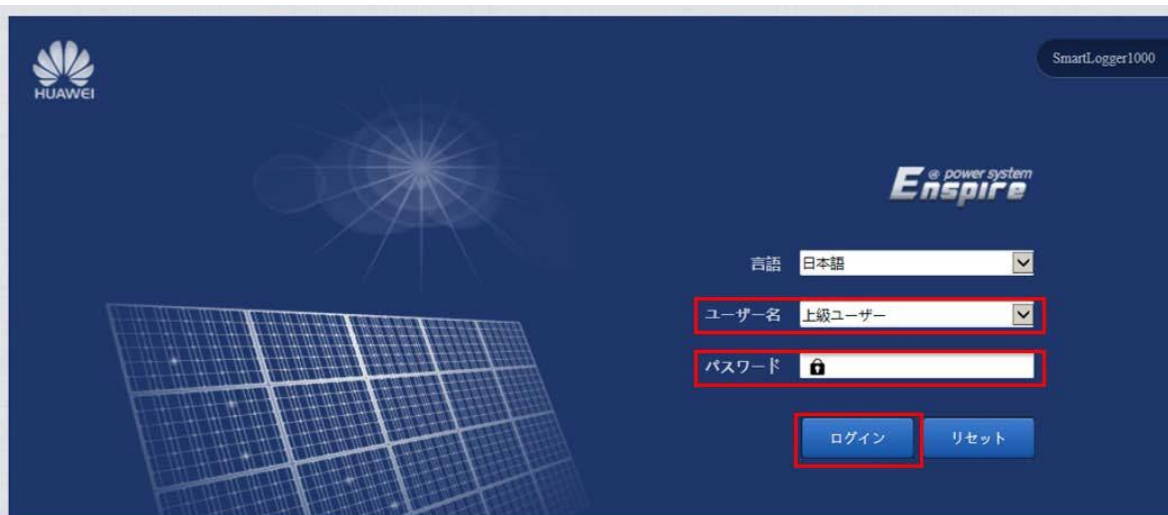 HUAWEI
SmartLogger1000
@ power system
Enspire
言語 日本語
ユーザー名 上級ユーザー
パスワード
ログイン リセット